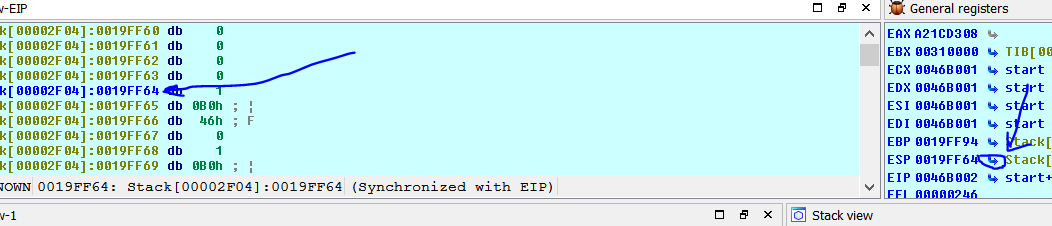 w-EIP
k[00002F04]:0019FF60 db 0
k[00002F04]:0019FF61 db 0
k[00002F04]:0019FF62 db 0
k[00002F04]:0019FF63 db 0
k[00002F04]:0019FF64 db 1
k[00002F04]:0019FF65 db 0B0h ; ¦
k[00002F04]:0019FF66 db 46h ; F
k[00002F04]:0019FF67 db 0
k[00002F04]:0019FF68 db 1
k[00002F04]:0019FF69 db 0B0h ; ¦
NOWN 0019FF64: Stack[00002F04]:0019FF64 (Synchronized with EIP)
General registers
EAX A21CD308
EBX 00310000 TIB[00
ECX 0046B001 start
EDX 0046B001 start
ESI 0046B001 start
EDI 0046B001 start
EBP 0019FF94 Stack[
ESP 0019FF64 Stack[
EIP 0046B002 start+
EFL 00000246
w-1
Stack view